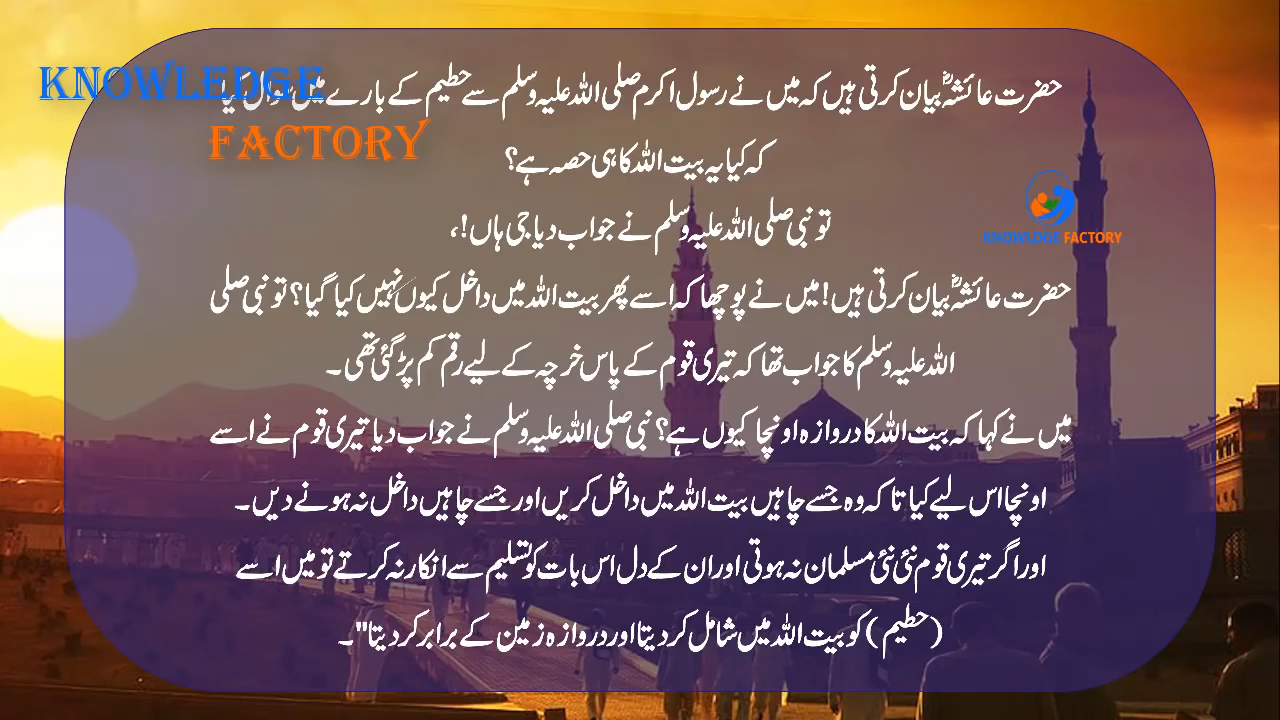 KNOWLEDGE
FACTORY
حضرت عائشہؓ بیان کرتی ہیں کہ میں نے رسول اکرم صلی اللہ علیہ وسلم سے حطیم کے بارے میں سوال کیا
کہ کیا یہ بیت اللہ کا ہی حصہ ہے؟
تو نبی صلی اللہ علیہ وسلم نے جواب دیا جی ہاں!،
KNOWLDGE FACTORY
حضرت عائشہؓ بیان کرتی ہیں! میں نے پوچھا کہ اسے پھر بیت اللہ میں داخل کیوں نہیں کیا گیا؟ تو نبی صلی
اللہ علیہ وسلم کا جواب تھا کہ تیری قوم کے پاس خرچہ کے لیے رقم کم پڑ گئی تھی۔
میں نے کہا کہ بیت اللہ کا دروازہ اونچا کیوں ہے؟ نبی صلی اللہ علیہ وسلم نے جواب دیا تیری قوم نے اسے
اونچا اس لیے کیا تا کہ وہ جسے چاہیں بیت اللہ میں داخل کریں اور جسے چاہیں داخل نہ ہونے دیں۔
اور اگر تیری قوم نئی نئی مسلمان نہ ہوتی اور ان کے دل اس بات کو تسلیم سے انکار نہ کرتے تو میں اسے
(حطیم) کو بیت اللہ میں شامل کر دیتا اور دروازہ زمین کے برابر کر دیتا"۔